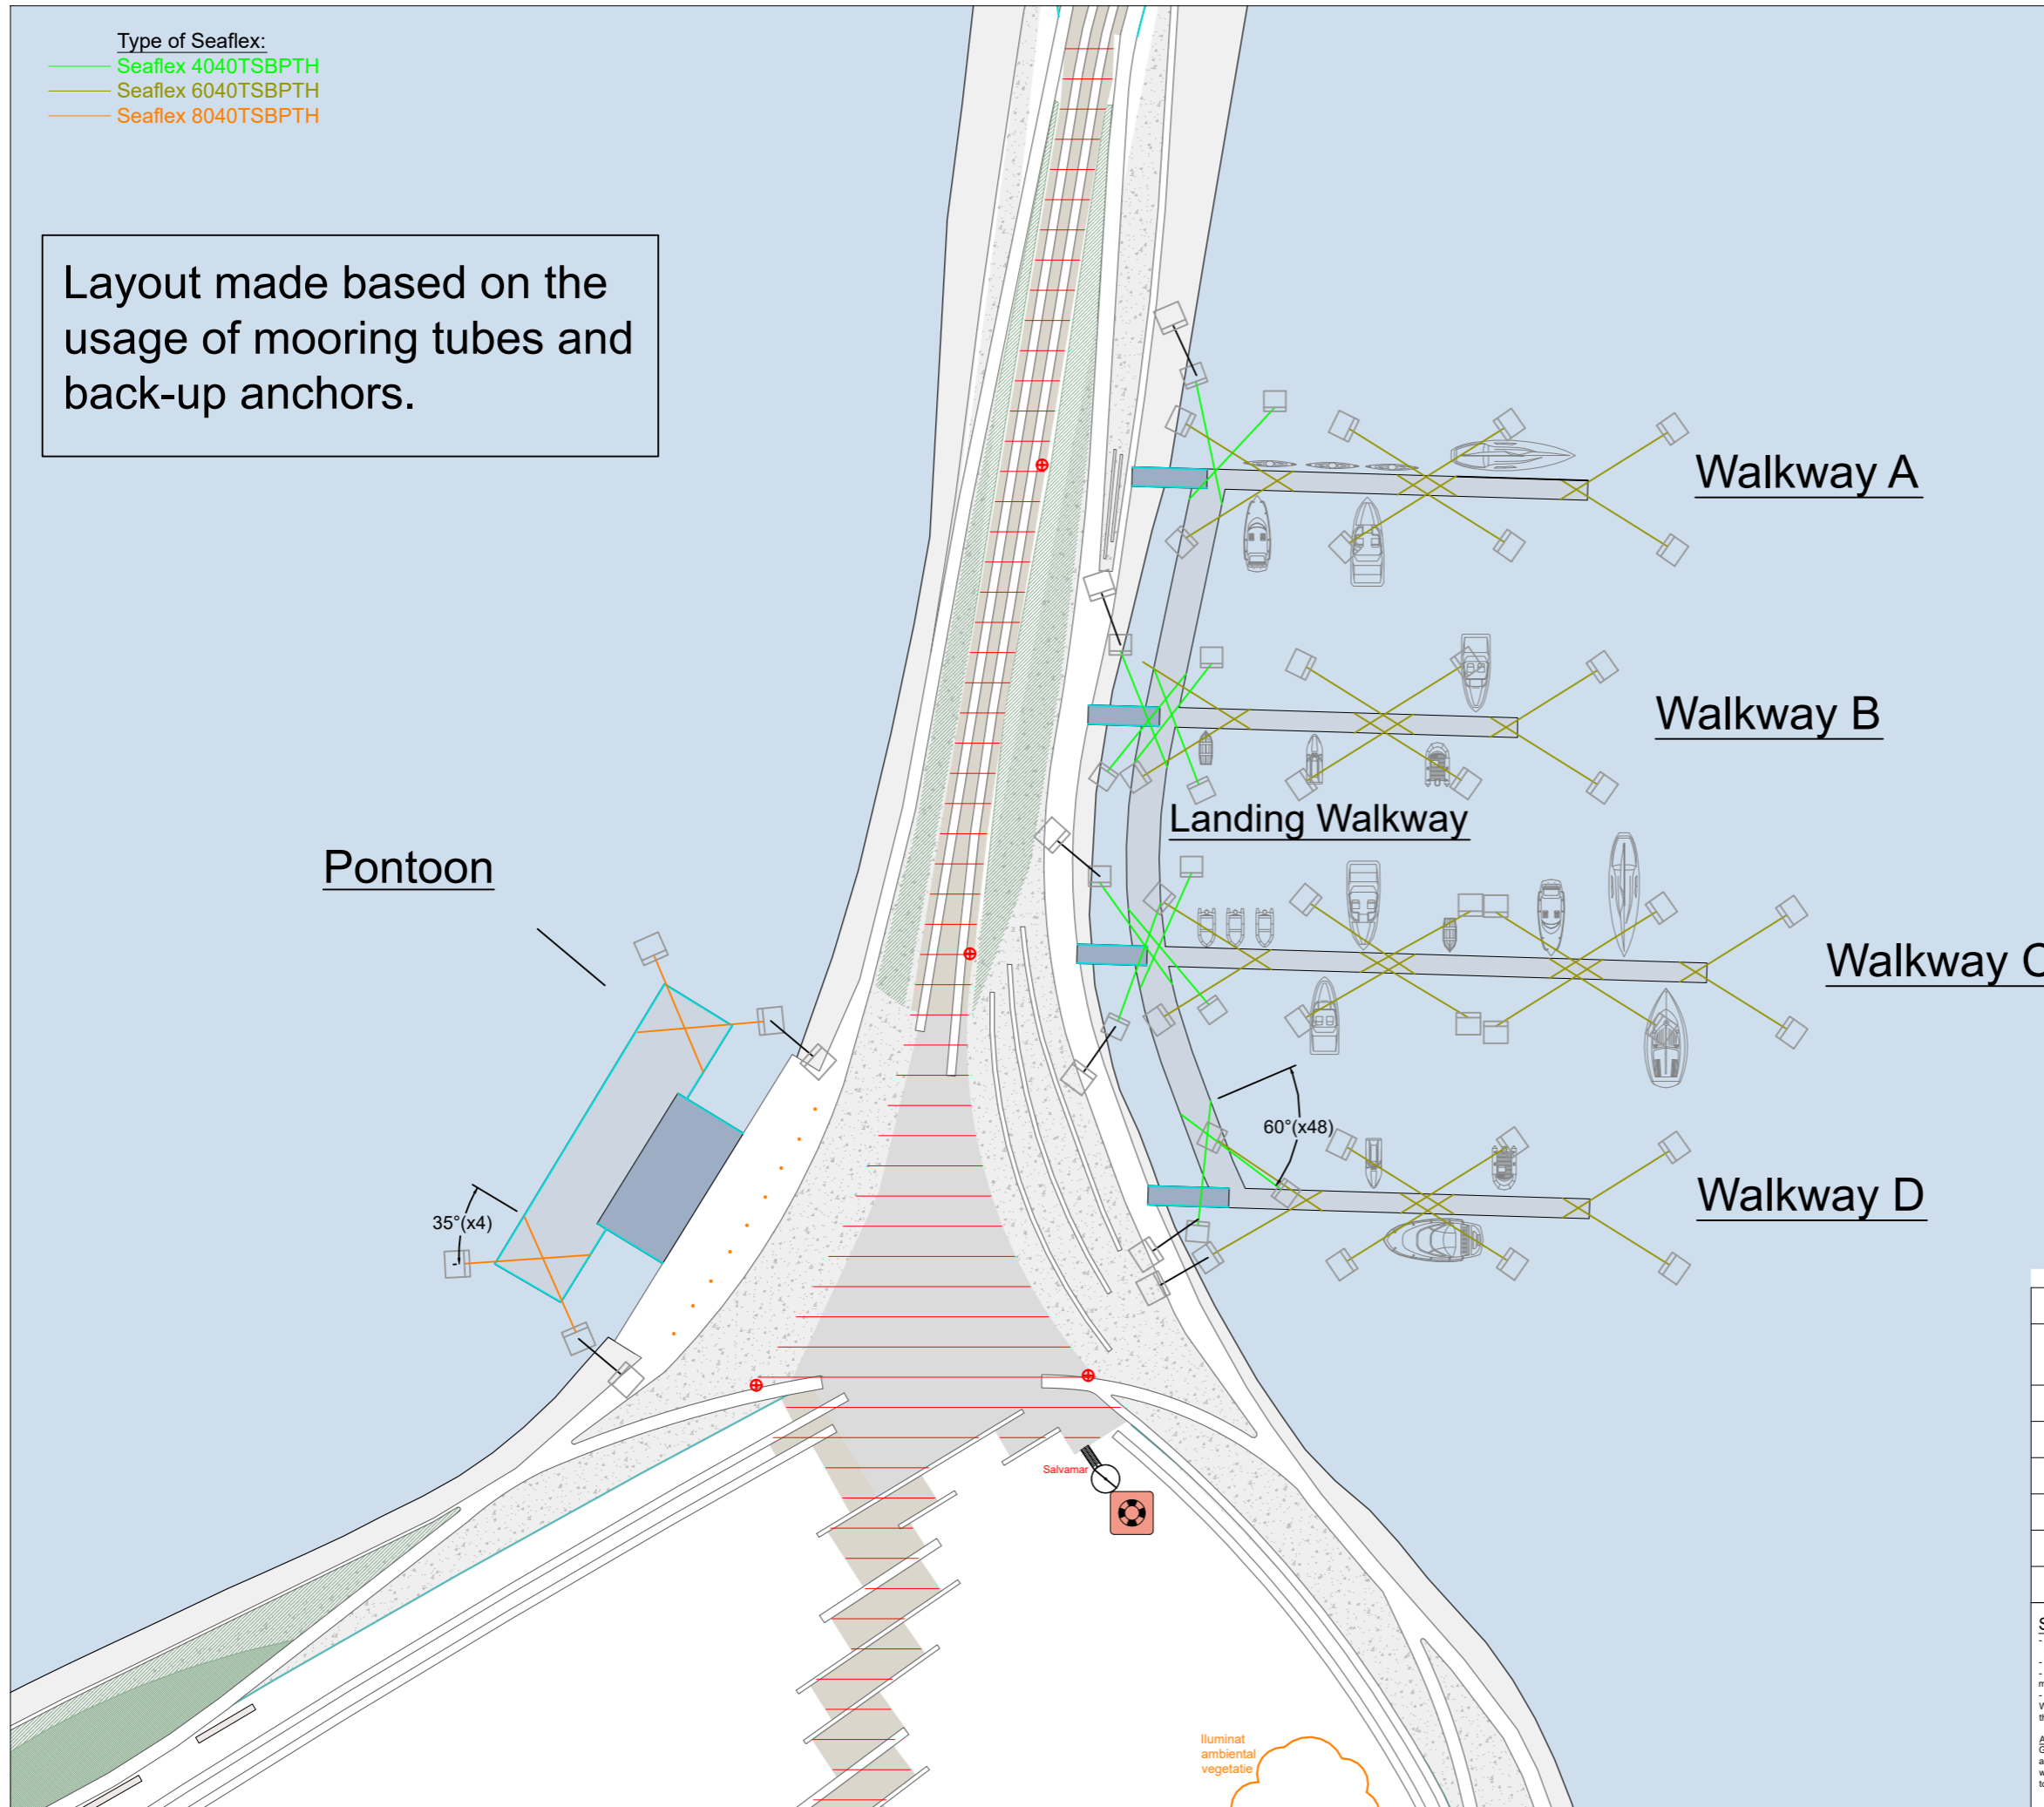 Type of Seaflex:
Seaflex 4040TSBPTH
Seaflex 6040TSBPTH
Seaflex 8040TSBPTH
Layout made based on the
usage of mooring tubes and
back-up anchors.
Walkway A
Walkway B
Landing Walkway
Pontoon
Walkway C
60°(x48)
Walkway D
35°(x4)
Salvamar
Iluminat
ambiental
vegetatie